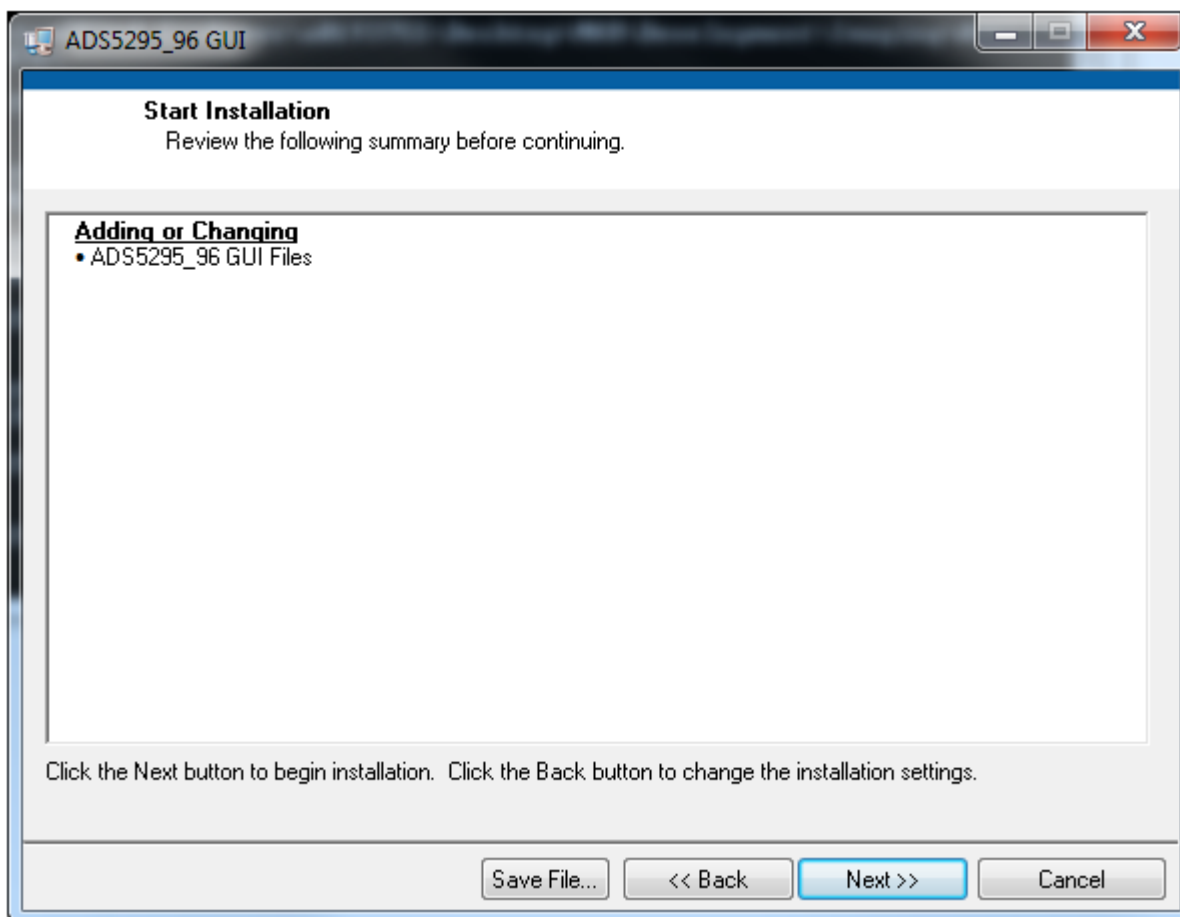 ADS5295_96 GUI
Start Installation
Review the following summary before continuing.
Adding or Changing
• ADS5295_96 GUI Files
Click the Next button to begin installation.  Click the Back button to change the installation settings.
Save File... << Back Next >> Cancel